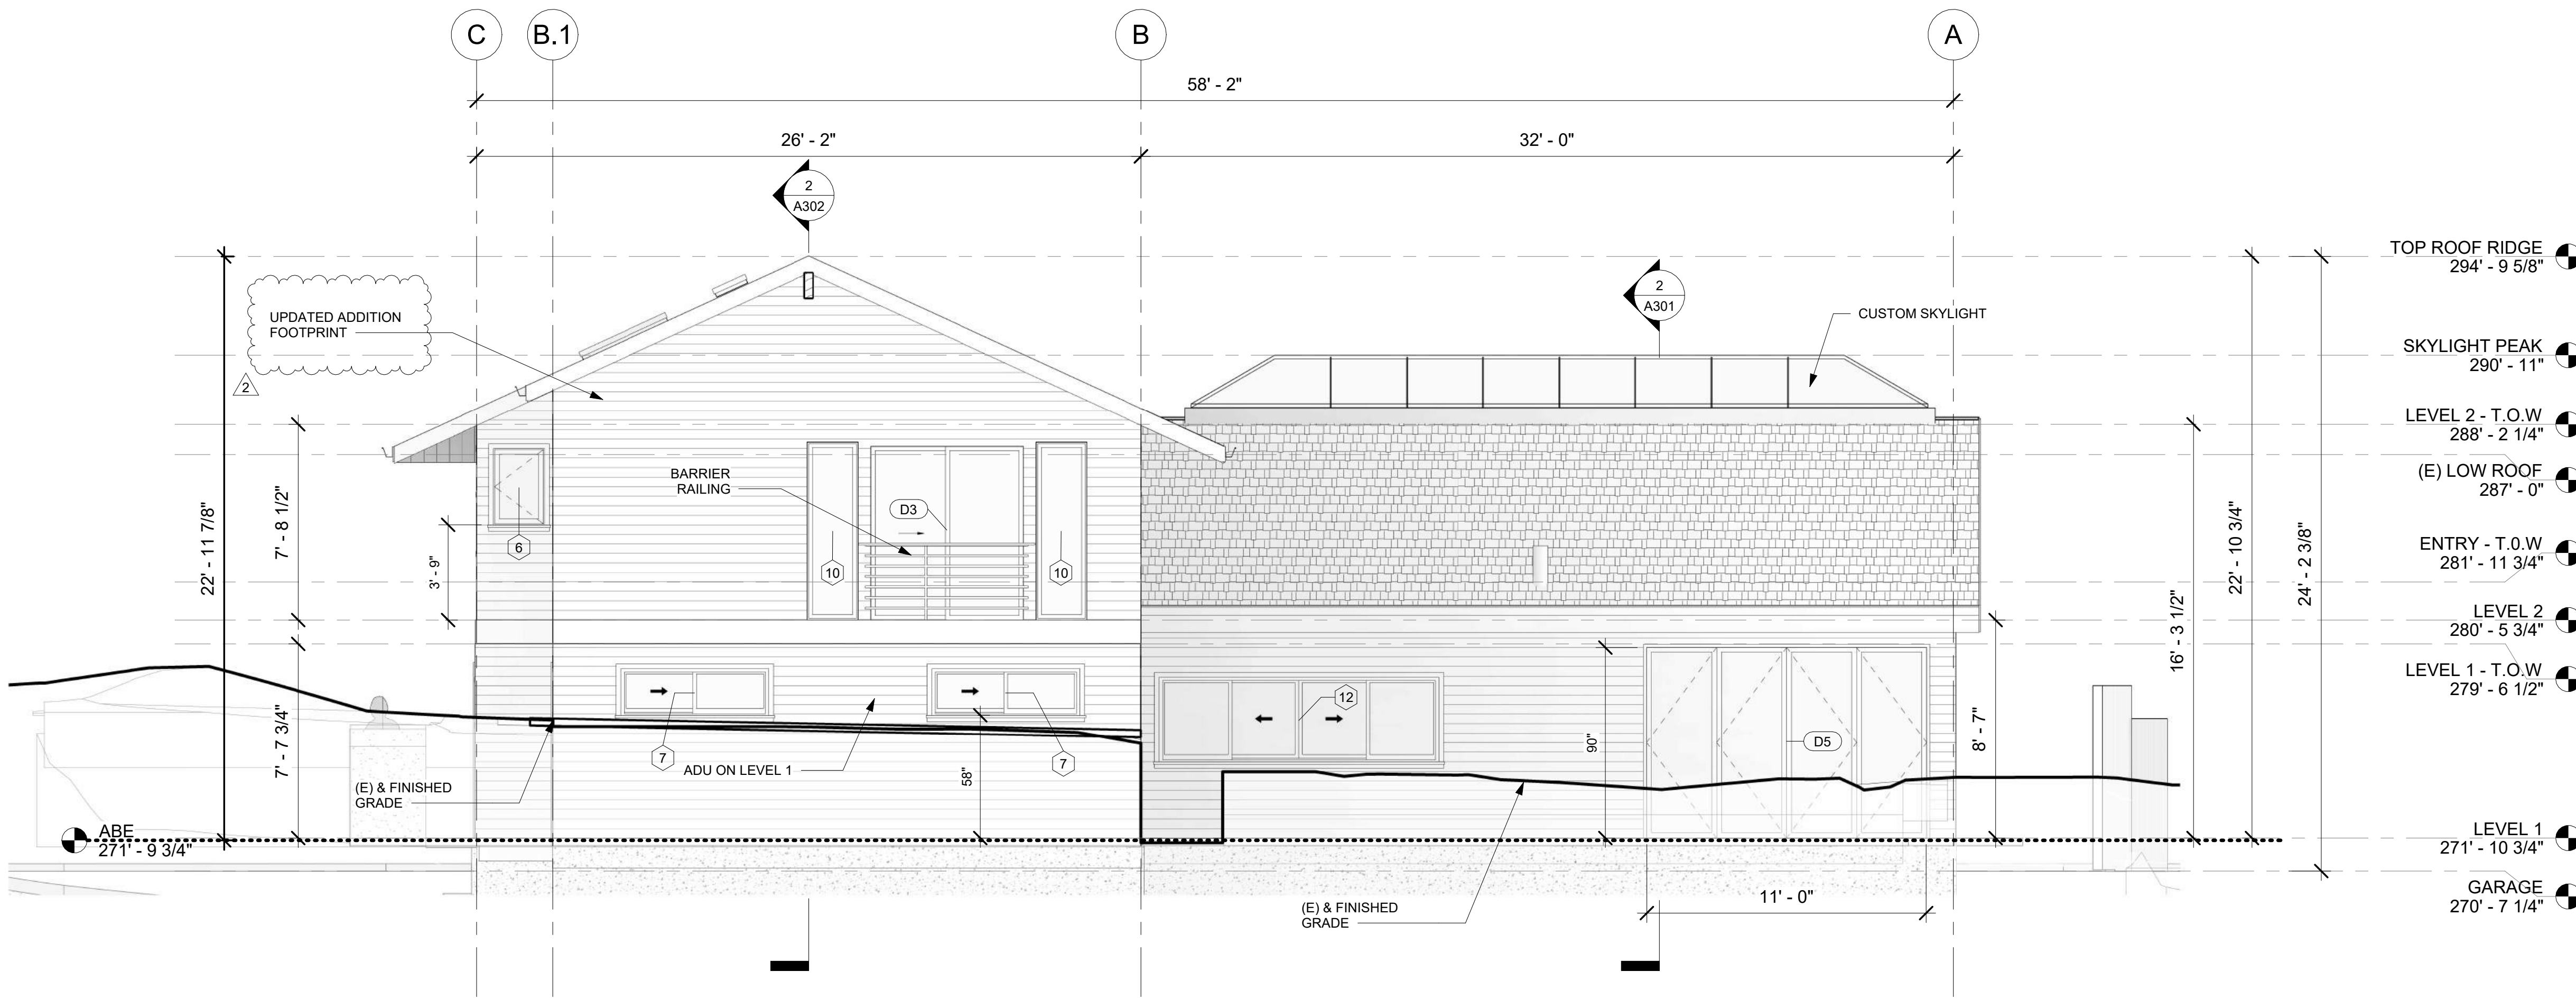 C
B.1
B
A
58' - 2"
26' - 2"
32' - 0"
2
A302
2
A301
TOP ROOF RIDGE
294' - 9 5/8"
UPDATED ADDITION
FOOTPRINT
2
CUSTOM SKYLIGHT
SKYLIGHT PEAK
290' - 11"
LEVEL 2 - T.O.W
288' - 2 1/4"
BARRIER
RAILING
(E) LOW ROOF
287' - 0"
D3
22' - 11 7/8"
7' - 8 1/2"
3' - 9"
6
10
10
ENTRY - T.0.W
281' - 11 3/4"
22' - 10 3/4"
24' - 2 3/8"
16' - 3 1/2"
LEVEL 2
280' - 5 3/4"
LEVEL 1 - T.O.W
279' - 6 1/2"
7' - 7 3/4"
12
8' - 7"
90"
D5
7
7
ADU ON LEVEL 1
58"
(E) & FINISHED
GRADE
ABE
271' - 9 3/4"
LEVEL 1
271' - 10 3/4"
11' - 0"
GARAGE
270' - 7 1/4"
(E) & FINISHED
GRADE